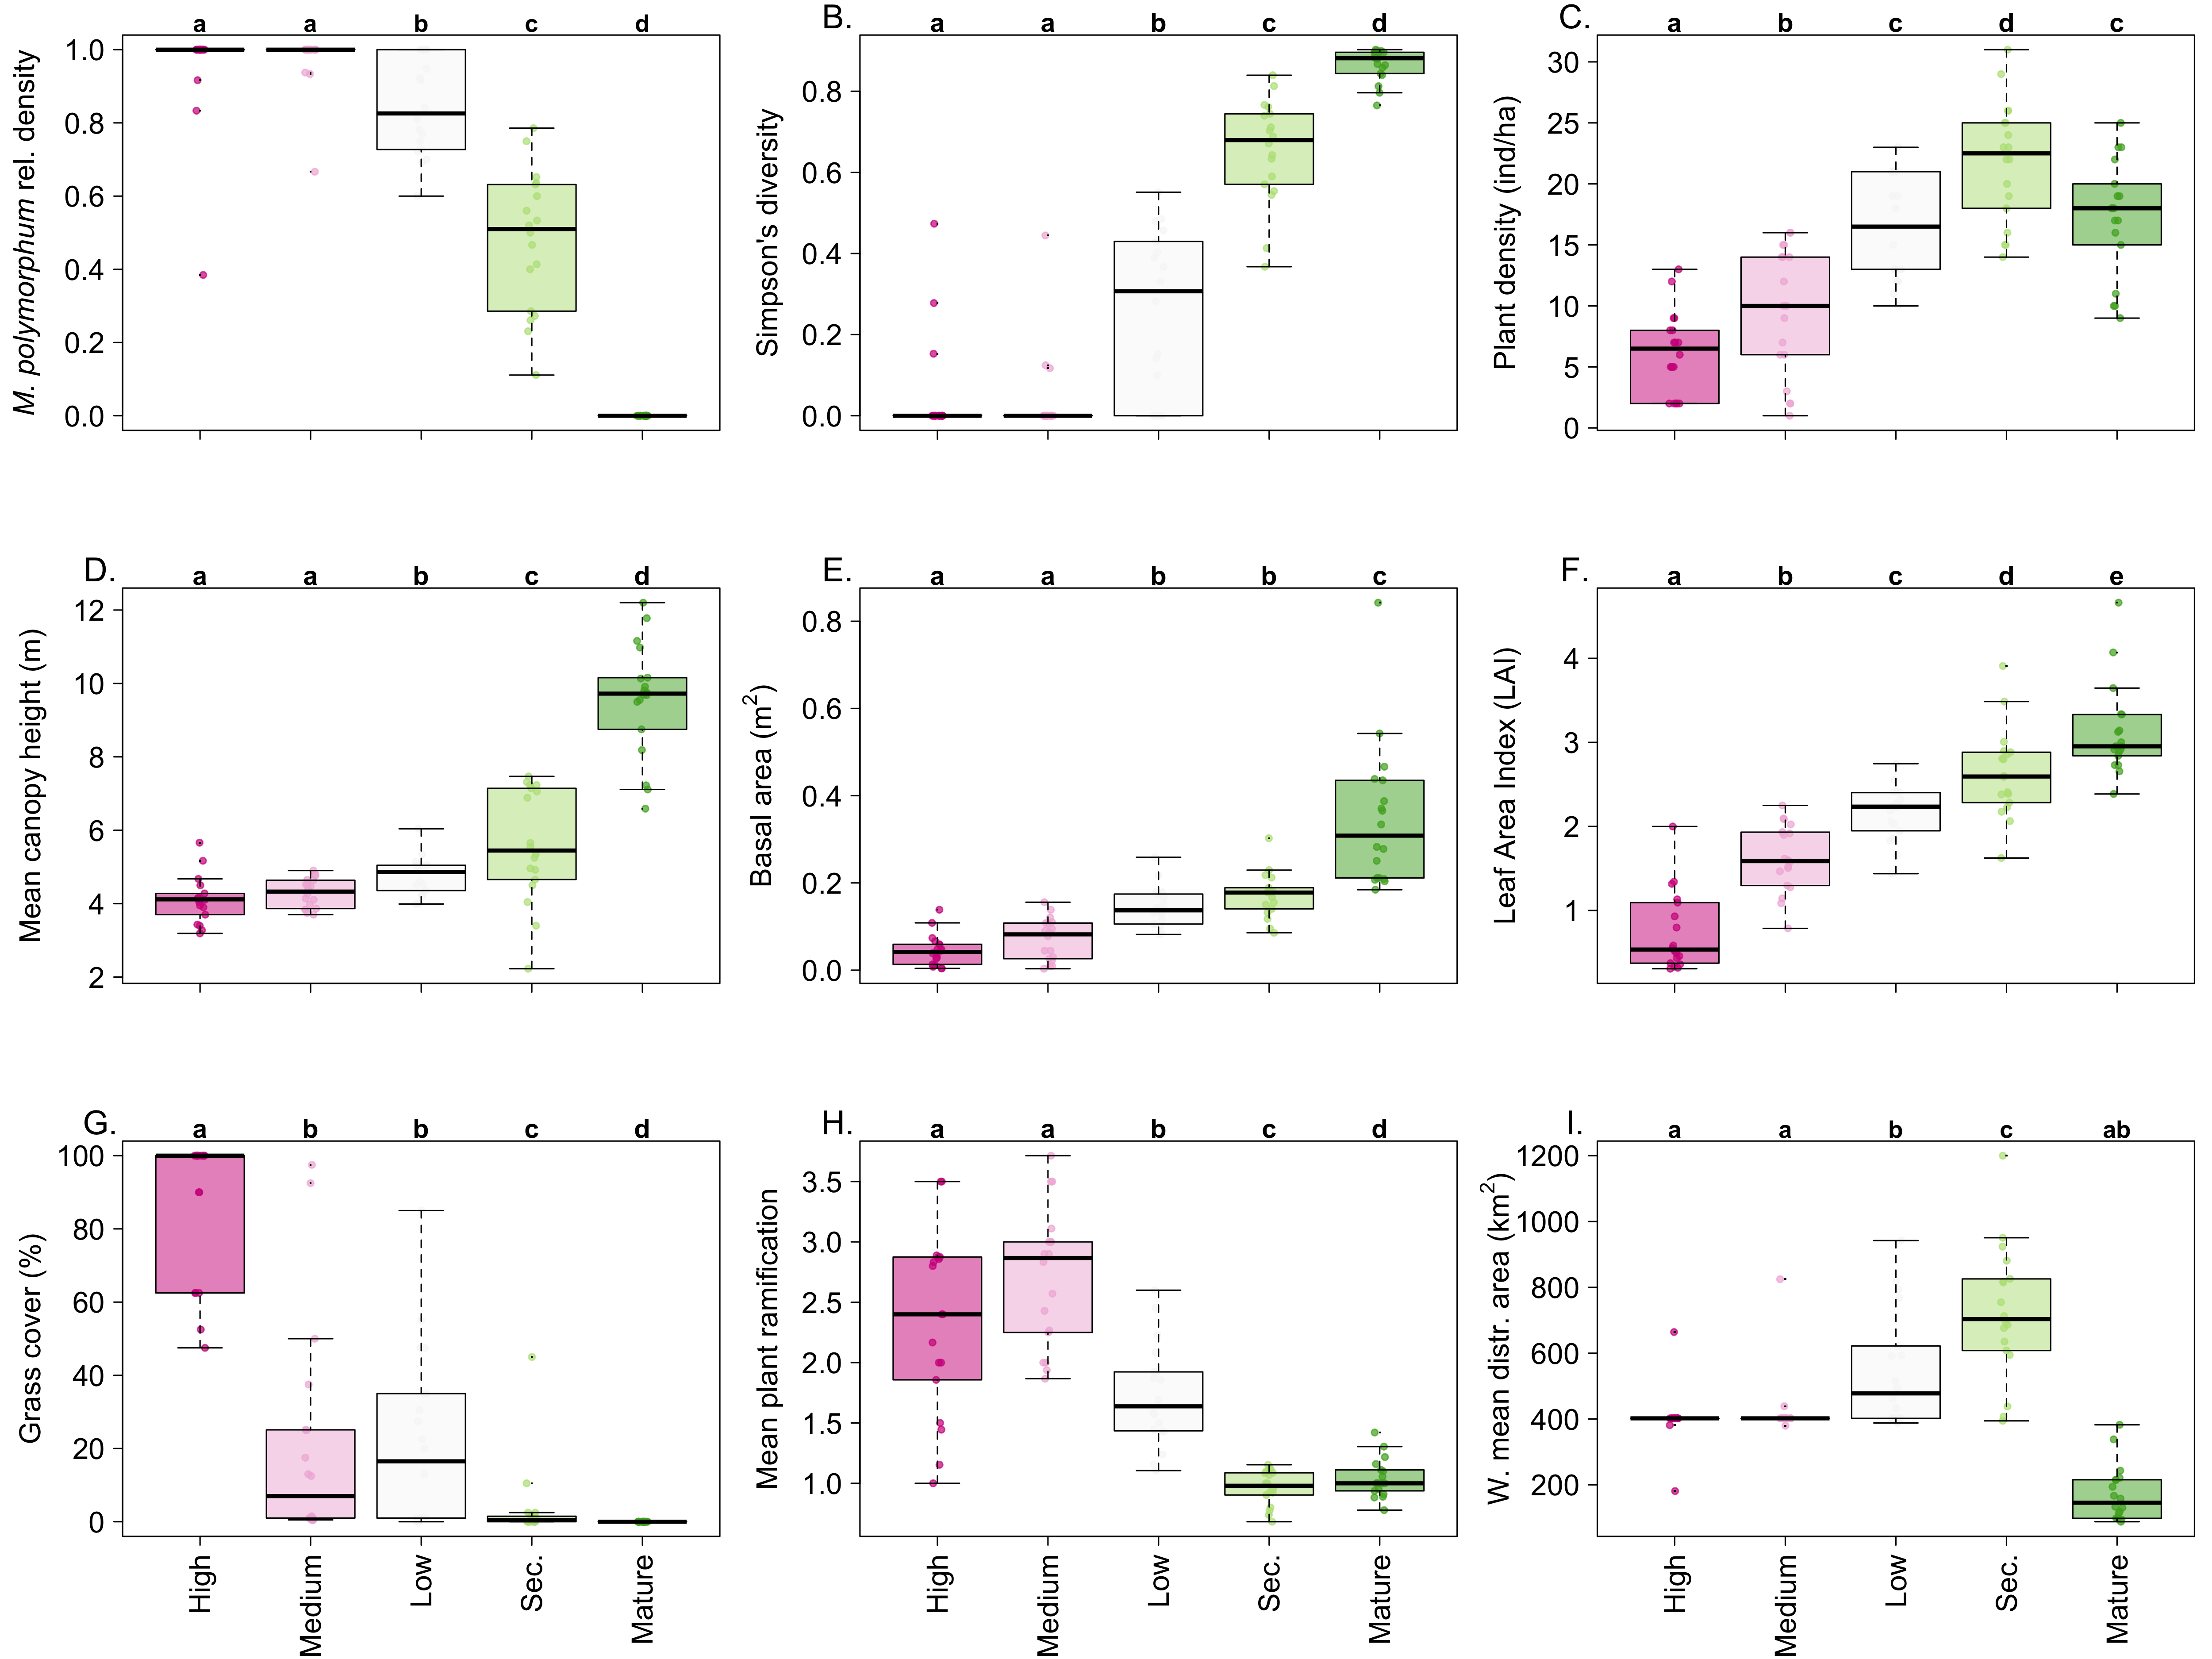 a a b c d
M. polymorphum rel. density
1.0
0.8
0.6
0.4
0.2
0.0
B.
a a b c d
Simpson's diversity
0.8
0.6
0.4
0.2
0.0
C.
a b c d c
Plant density (ind/ha)
30
25
20
15
10
5
0
D.
a a b c d
Mean canopy height (m)
12
10
8
6
4
2
E.
a a b b c
Basal area (m²)
0.8
0.6
0.4
0.2
0.0
F.
a b c d e
Leaf Area Index (LAI)
4
3
2
1
G.
a b b c d
Grass cover (%)
100
80
60
40
20
0
High
Medium
Low
Sec.
Mature
H.
a a b c d
Mean plant ramification
3.5
3.0
2.5
2.0
1.5
1.0
High
Medium
Low
Sec.
Mature
I.
a a b c ab
W. mean distr. area (km²)
1200
1000
800
600
400
200
High
Medium
Low
Sec.
Mature